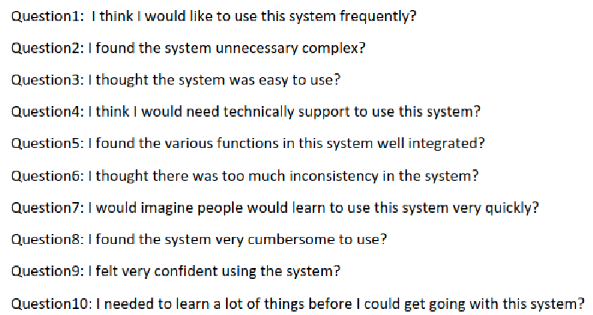 Question1:  I think I would like to use this system frequently?
Question2: I found the system unnecessary complex?
Question3: I thought the system was easy to use?
Question4: I think I would need technically support to use this system?
Question5: I found the various functions in this system well integrated?
Question6: I thought there was too much inconsistency in the system?
Question7: I would imagine people would learn to use this system very quickly?
Question8: I found the system very cumbersome to use?
Question9: I felt very confident using the system?
Question10: I needed to learn a lot of things before I could get going with this system?